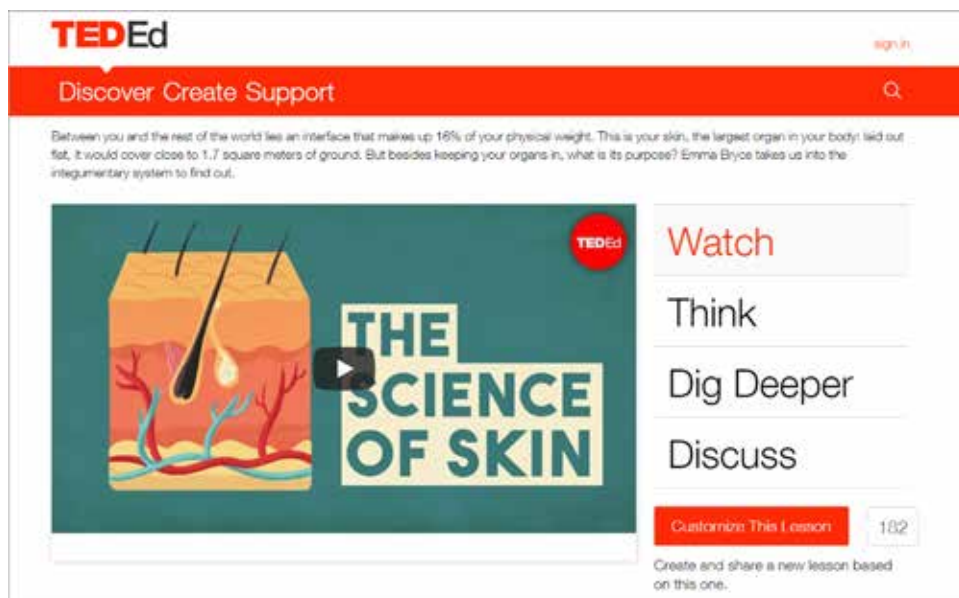 TEDEd
sign in
Discover Create Support
Between you and the rest of the world lies an interface that makes up 16% of your physical weight. This is your skin, the largest organ in your body: laid out
flat, it would cover close to 1.7 square meters of ground. But besides keeping your organs in, what is its purpose? Emma Bryce takes us into the
integumentary system to find out.
TEDEd
THE
SCIENCE
OF SKIN
Watch
Think
Dig Deeper
Discuss
Customize This Lesson
182
Create and share a new lesson based
on this one.